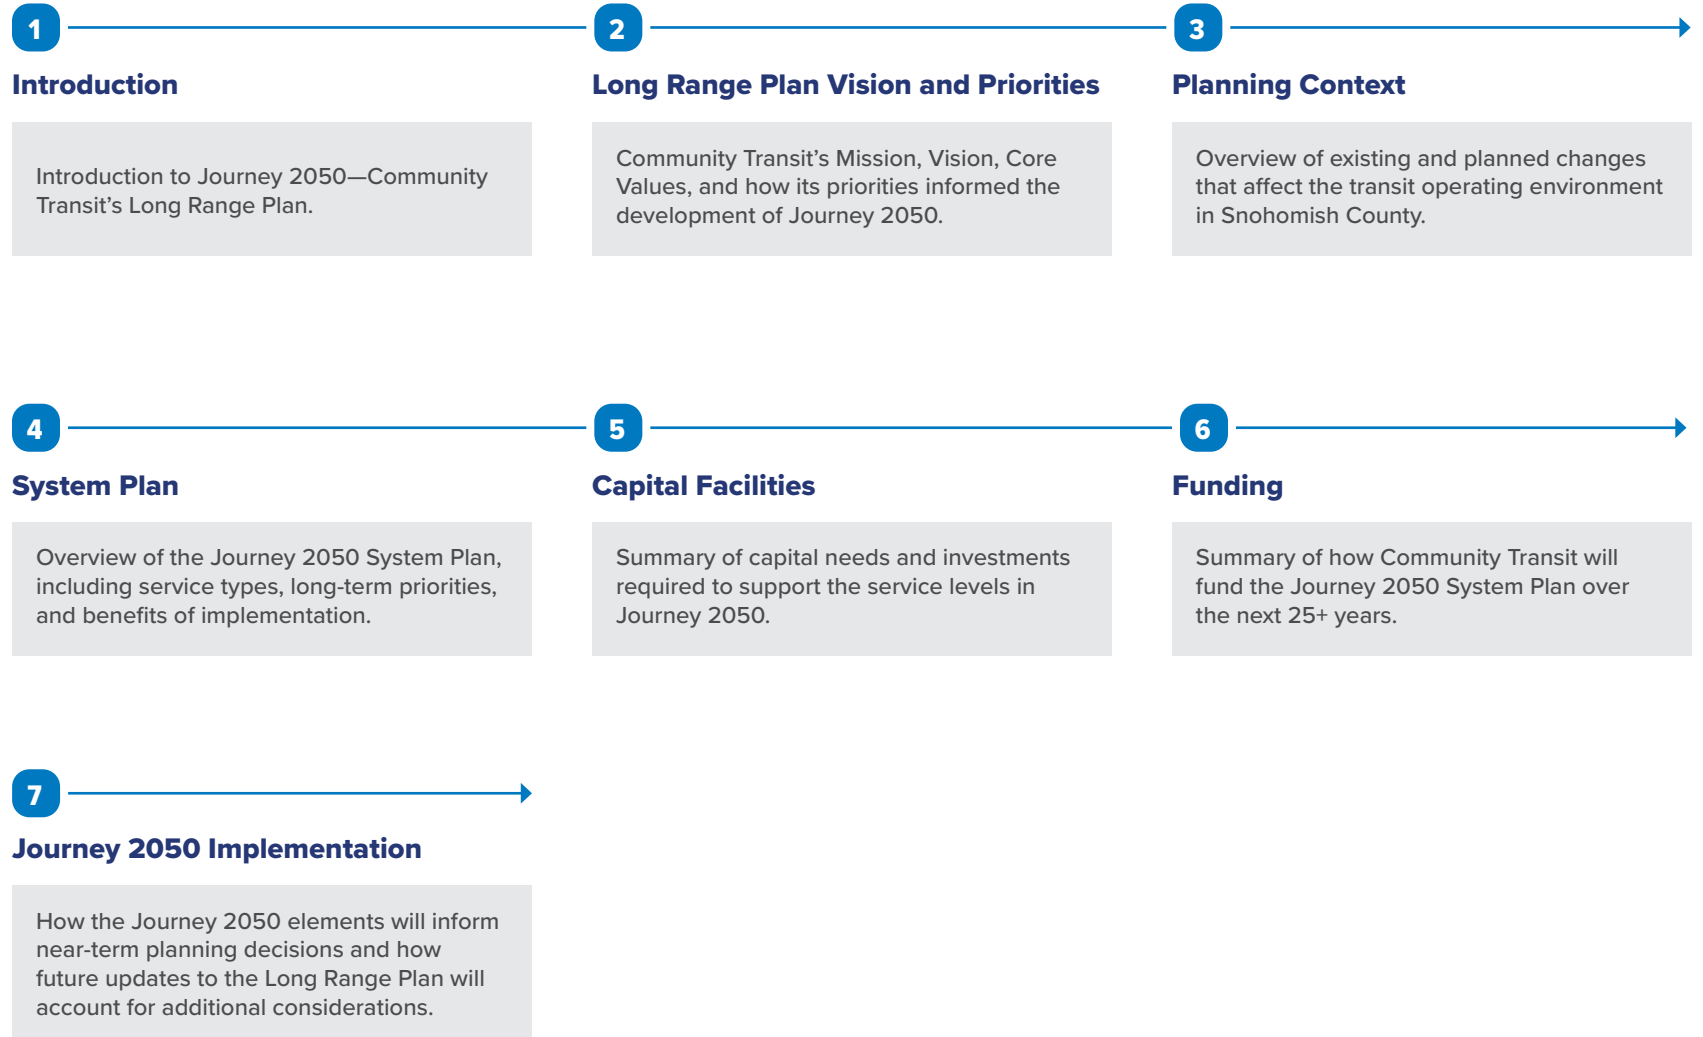 1
Introduction
Introduction to Journey 2050—Community
Transit's Long Range Plan.
2
Long Range Plan Vision and Priorities
Community Transit's Mission, Vision, Core
Values, and how its priorities informed the
development of Journey 2050.
3
Planning Context
Overview of existing and planned changes
that affect the transit operating environment
in Snohomish County.
4
System Plan
Overview of the Journey 2050 System Plan,
including service types, long-term priorities,
and benefits of implementation.
5
Capital Facilities
Summary of capital needs and investments
required to support the service levels in
Journey 2050.
6
Funding
Summary of how Community Transit will
fund the Journey 2050 System Plan over
the next 25+ years.
7
Journey 2050 Implementation
How the Journey 2050 elements will inform
near-term planning decisions and how
future updates to the Long Range Plan will
account for additional considerations.